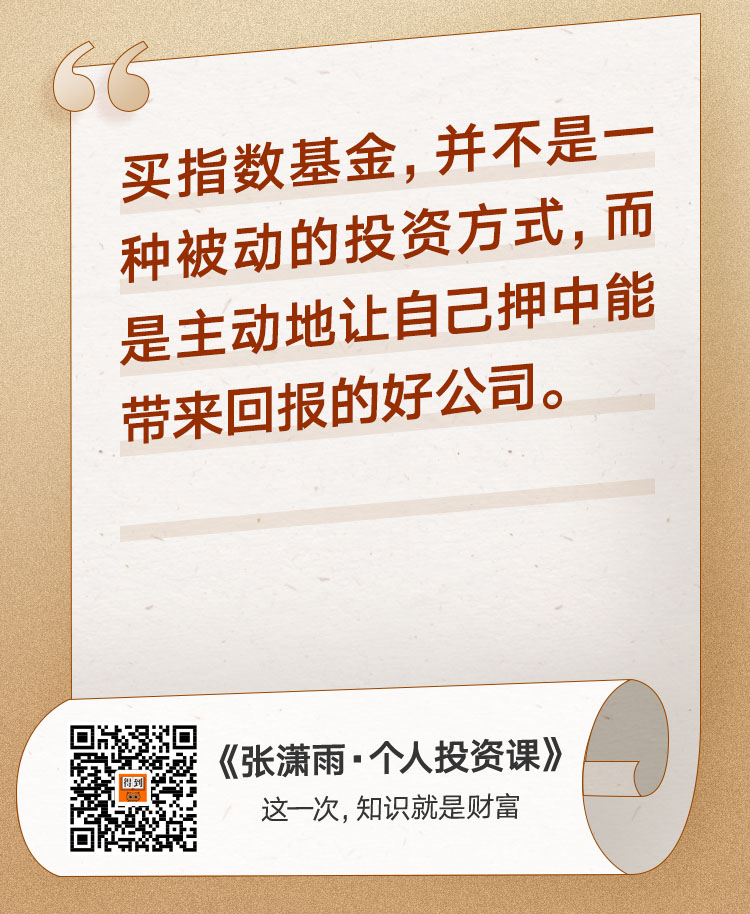 买指数基金，并不是一
种被动的投资方式，而
是主动地让自己押中能
带来回报的好公司。
得到
《张潇雨·个人投资课》
这一次，知识就是财富